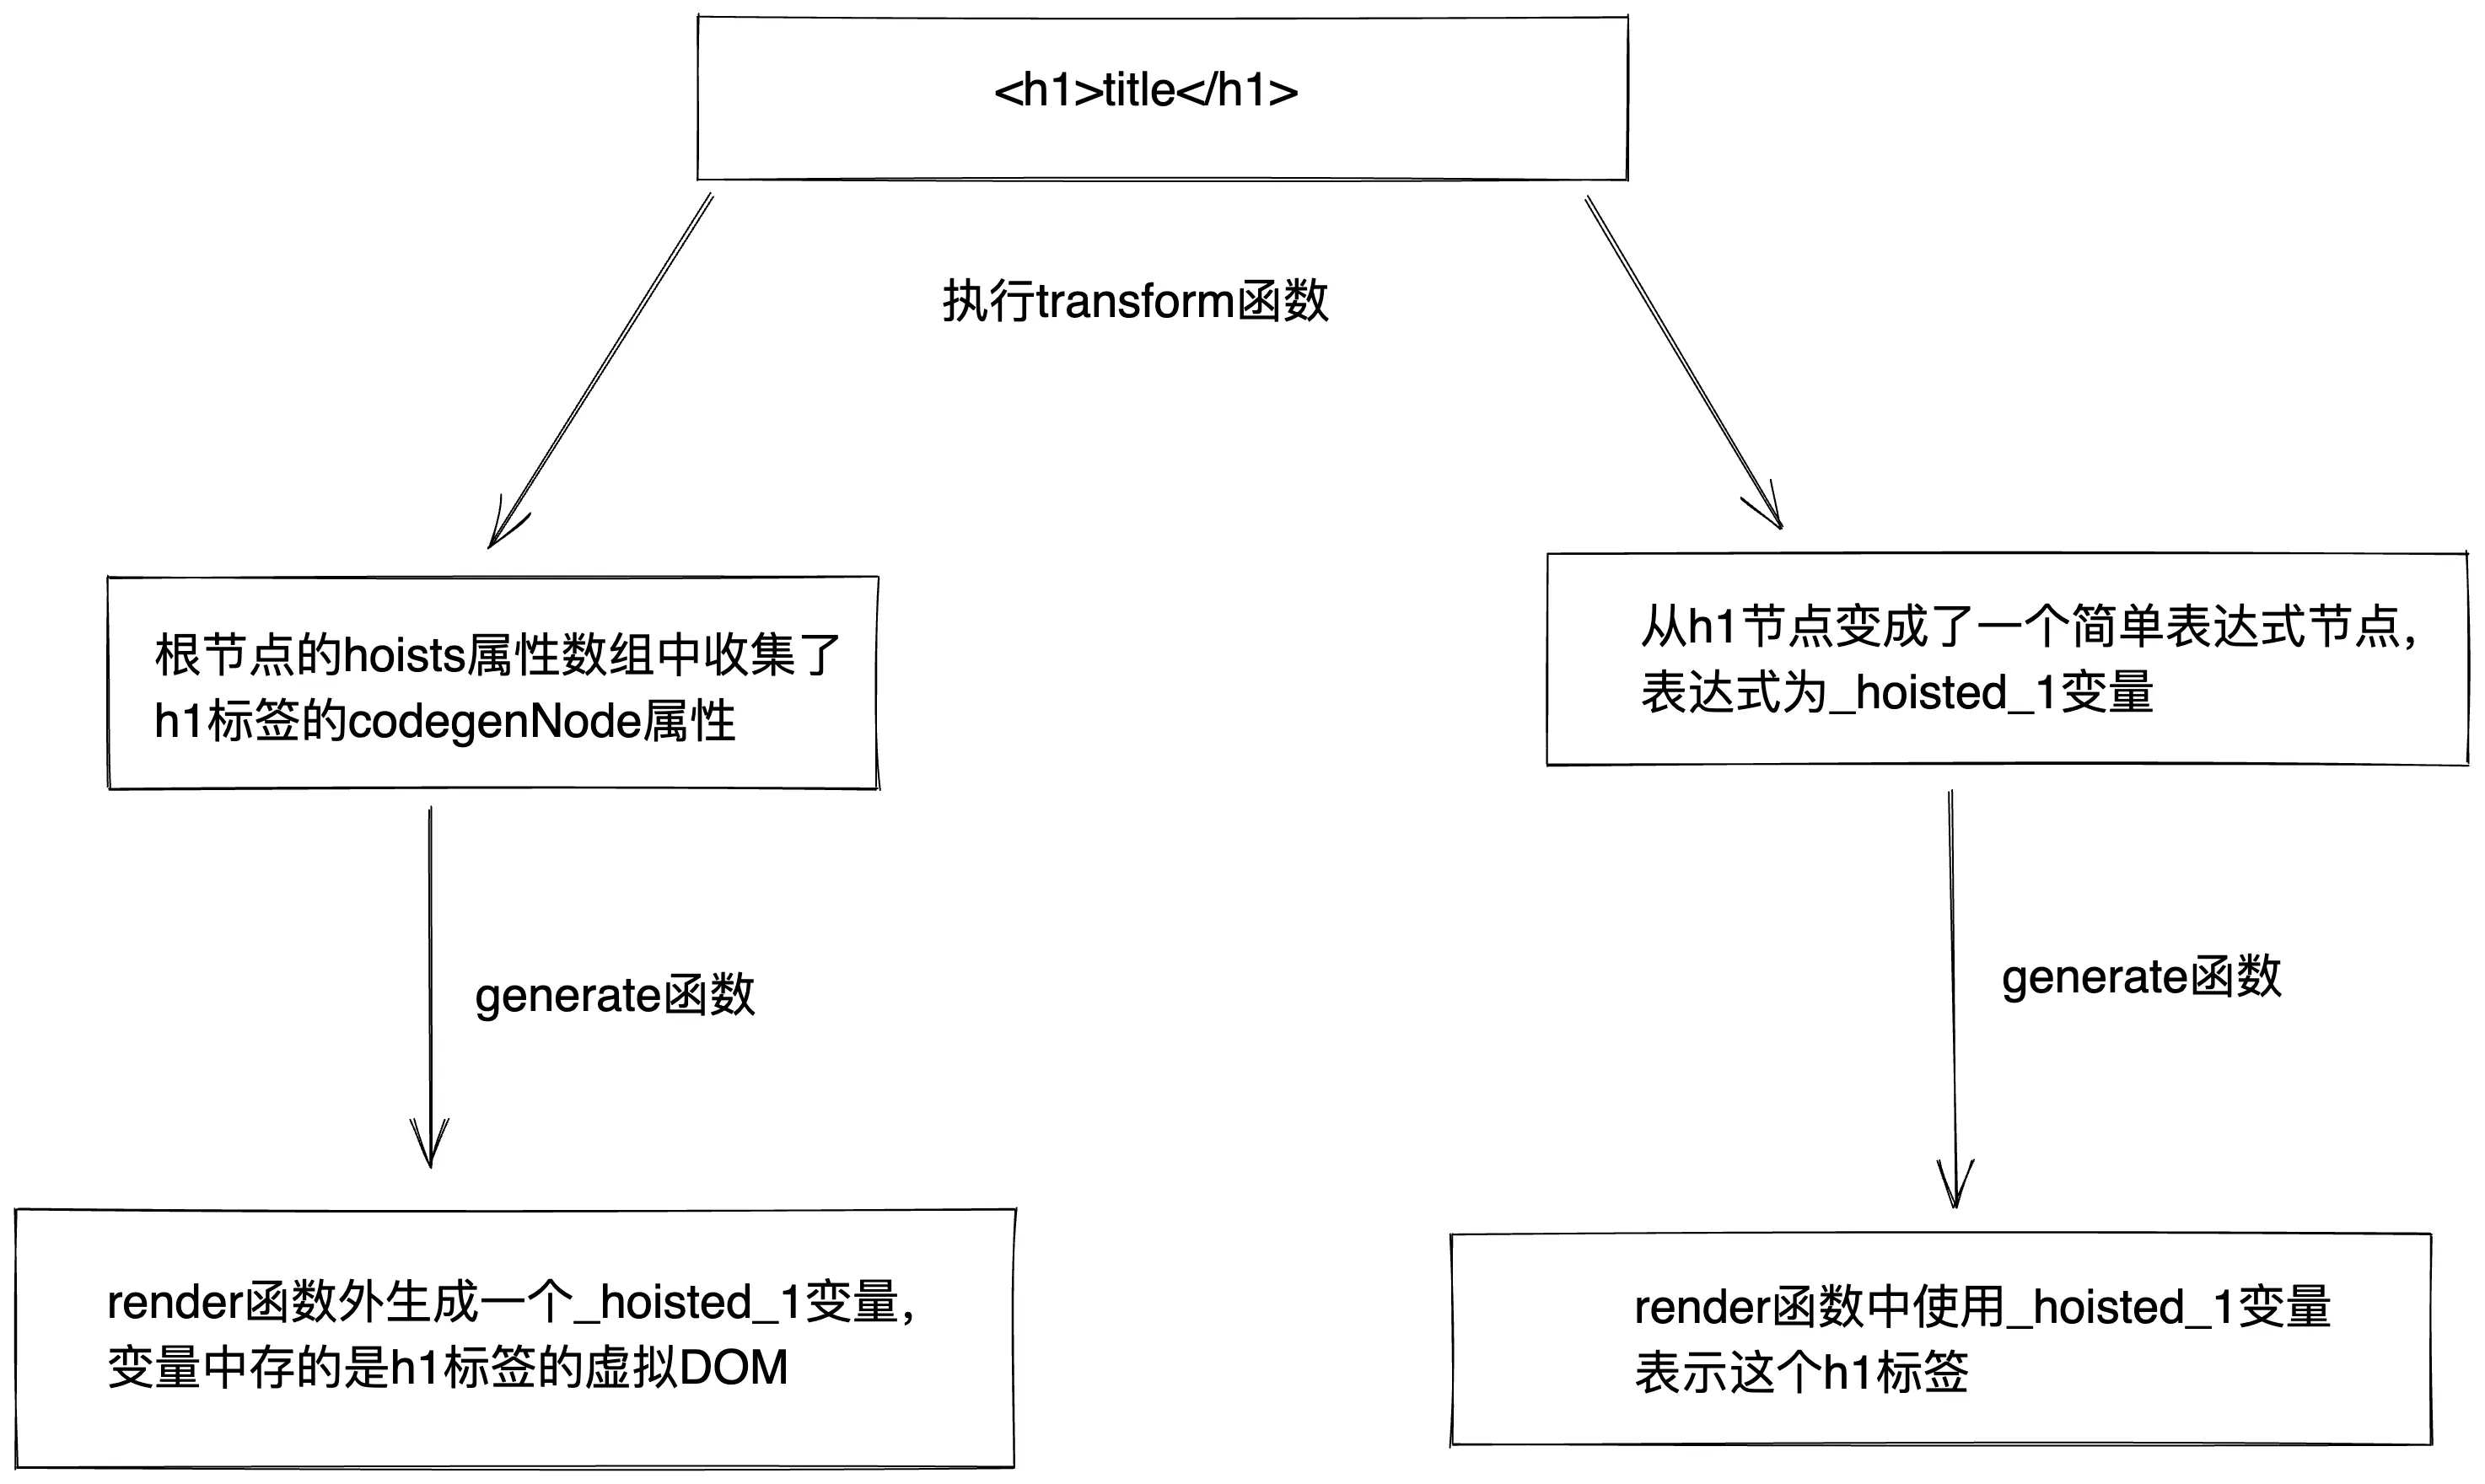 <h1>title</h1>
执行transform函数
根节点的hoists属性数组中收集了
h1标签的codegenNode属性
从h1节点变成了一个简单表达式节点，
表达式为_hoisted_1变量
generate函数
generate函数
render函数外生成一个_hoisted_1变量，
变量中存的是h1标签的虚拟DOM
render函数中使用_hoisted_1变量
表示这个h1标签